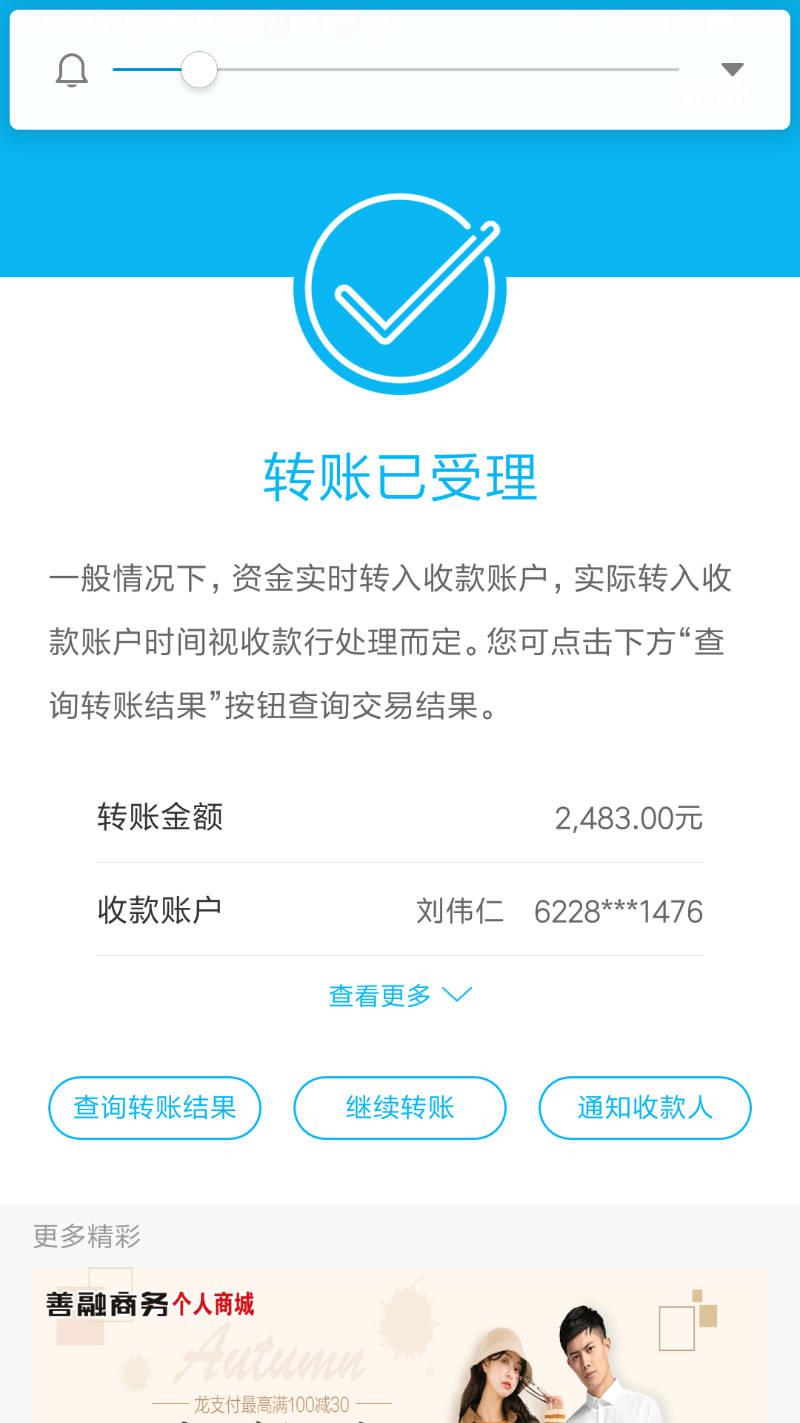 转账已受理
一般情况下，资金实时转入收款账户，实际转入收
款账户时间视收款行处理而定。您可点击下方“查
询转账结果”按钮查询交易结果。
转账金额 2,483.00元
收款账户 刘伟仁 6228***1476
查看更多
查询转账结果 继续转账 通知收款人
更多精彩
善融商务个人商城
Autumn
龙支付最高满100减30